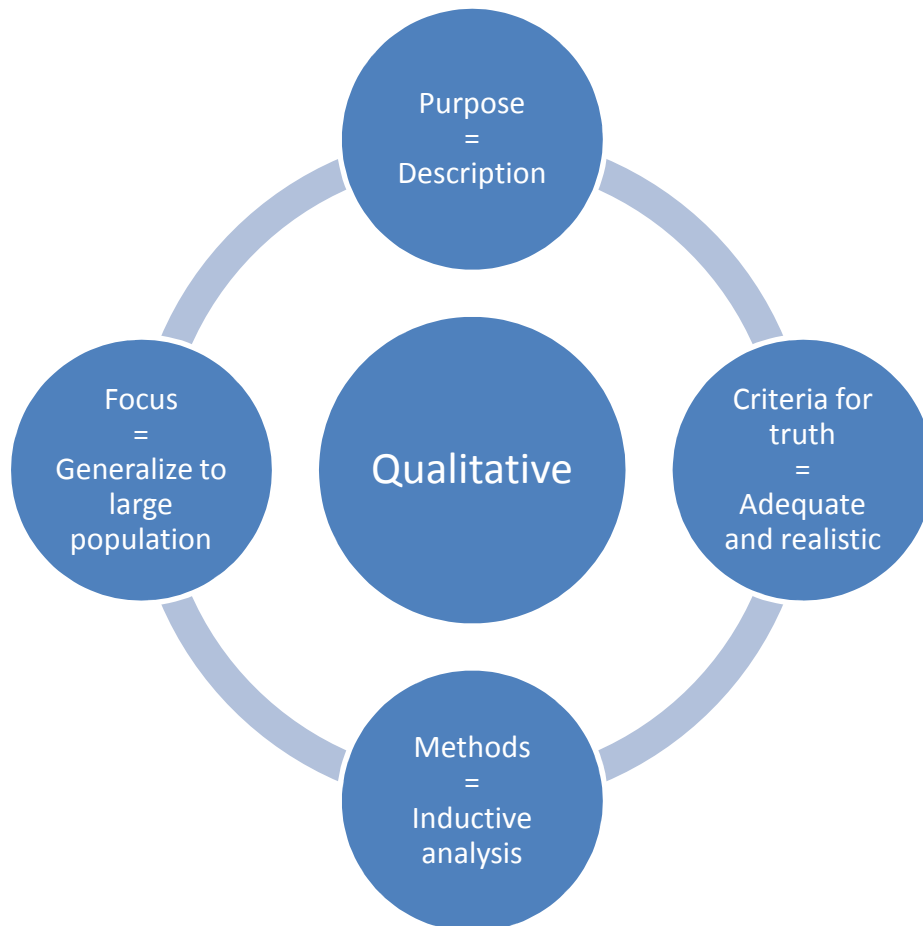 Purpose
=
Description
Focus
=
Generalize to
large
population
Qualitative
Criteria for
truth
=
Adequate
and realistic
Methods
=
Inductive
analysis